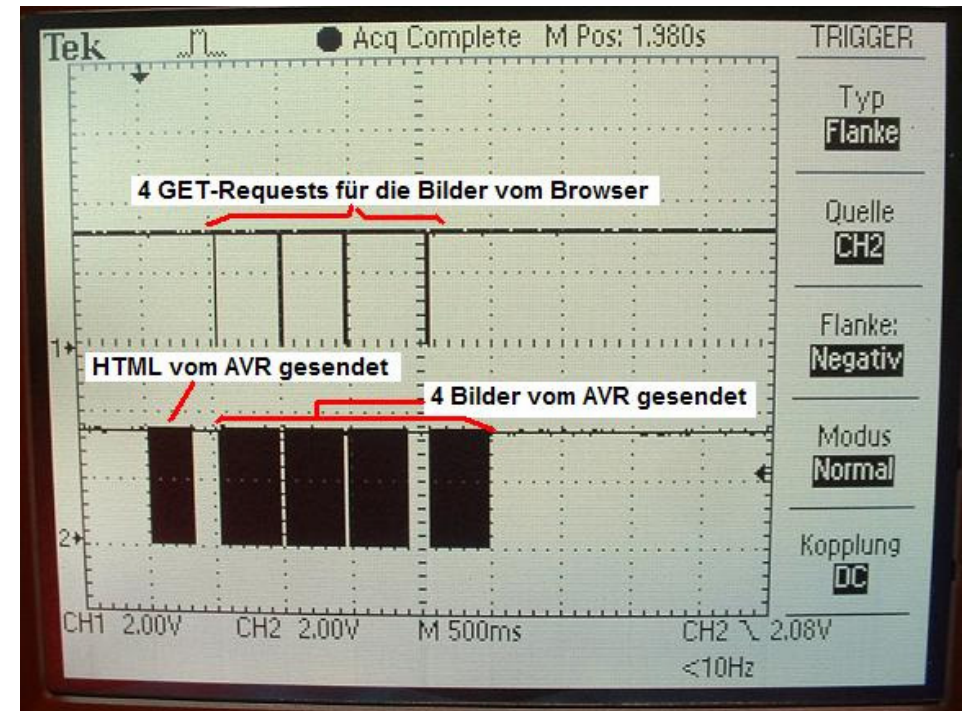 Tek Acq Complete M Pos: 1.980s TRIGGER
Typ
Flanke
4 GET-Requests für die Bilder vom Browser
Quelle
CH2
Flanke:
Negativ
1
HTML vom AVR gesendet
4 Bilder vom AVR gesendet
Modus
Normal
2
Kopplung
DC
CH1 2.00V CH2 2.00V M 500ms CH2 2.08V
<10Hz